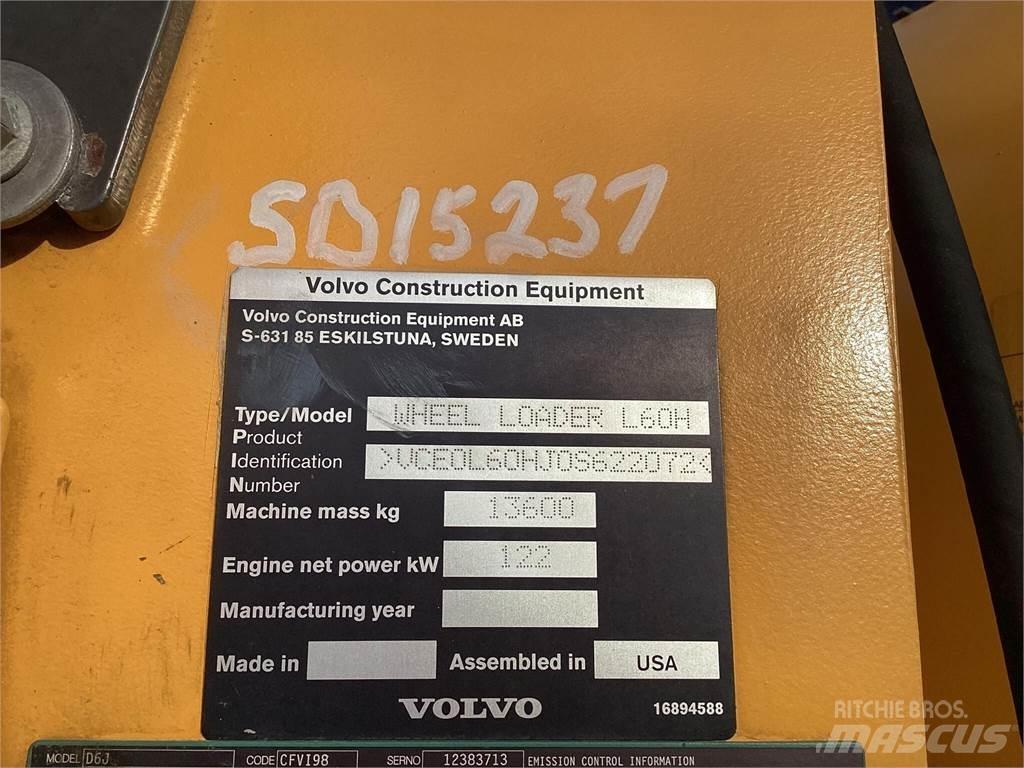 SD15237
Volvo Construction Equipment
Volvo Construction Equipment AB
S-631 85 ESKILSTUNA, SWEDEN
Type/Model WHEEL LOADER L60H
Product
Identification >VCE0L60HJ0S622072<
Number
Machine mass kg 13600
Engine net power kW 122
Manufacturing year
Made in Assembled in USA
VOLVO 16894588
MODEL D6J CODE CFVI98 SERNO 12383713 EMISSION CONTROL INFORMATION
RITCHIE BROS.
MASCUS